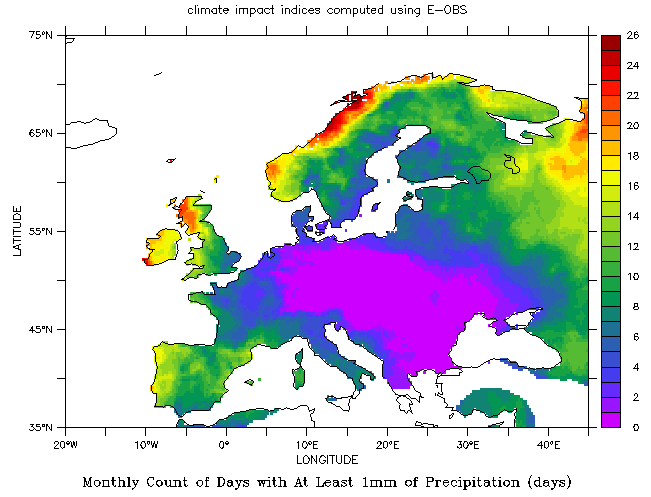 climate impact indices computed using E-OBS
75°N
65°N
55°N
45°N
35°N
LATITUDE
20°W
10°W
0°
10°E
20°E
30°E
40°E
LONGITUDE
26
24
22
20
18
16
14
12
10
8
6
4
2
0
Monthly Count of Days with At Least 1mm of Precipitation (days)